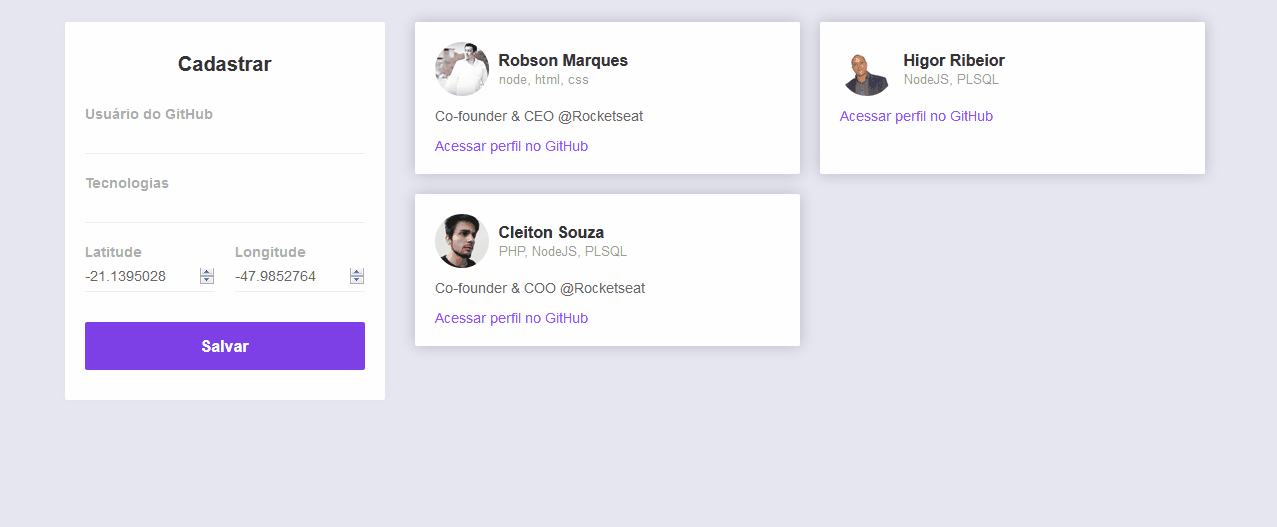 Cadastrar
Usuário do GitHub
Tecnologias
Latitude
Longitude
-21.1395028
-47.9852764
Salvar
Robson Marques
node, html, css
Co-founder & CEO @Rocketseat
Acessar perfil no GitHub
Higor Ribeior
NodeJS, PLSQL
Acessar perfil no GitHub
Cleiton Souza
PHP, NodeJS, PLSQL
Co-founder & COO @Rocketseat
Acessar perfil no GitHub